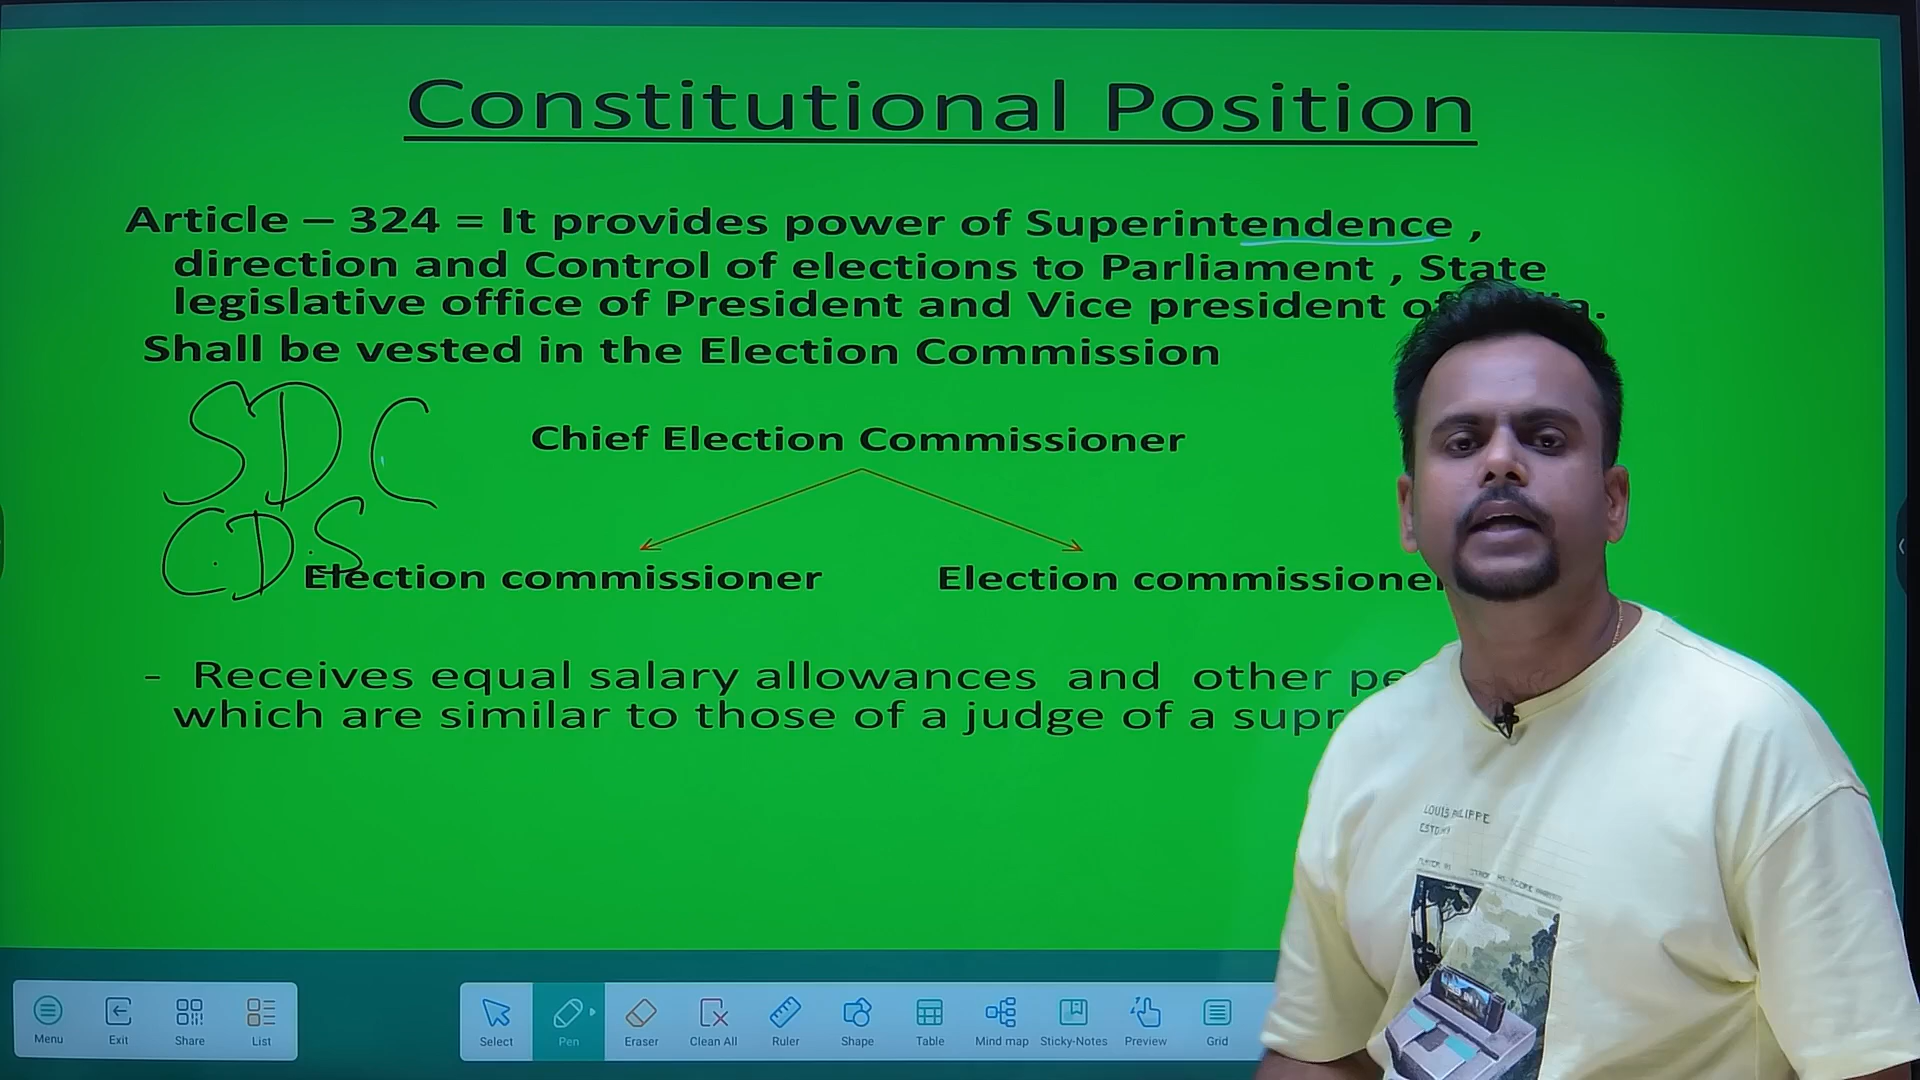 Constitutional Position
Article – 324 = It provides power of Superintendence ,
direction and Control of elections to Parliament , State
legislative office of President and Vice president of
Shall be vested in the Election Commission
SDC
Chief Election Commissioner
CDS
Election commissioner Election commissioner
- Receives equal salary allowances and other
which are similar to those of a judge of a
LOUIS PHILIPPE
Menu Exit Share List Select Pen Eraser Clean All Ruler Shape Table Mind map Sticky-Notes Preview Grid